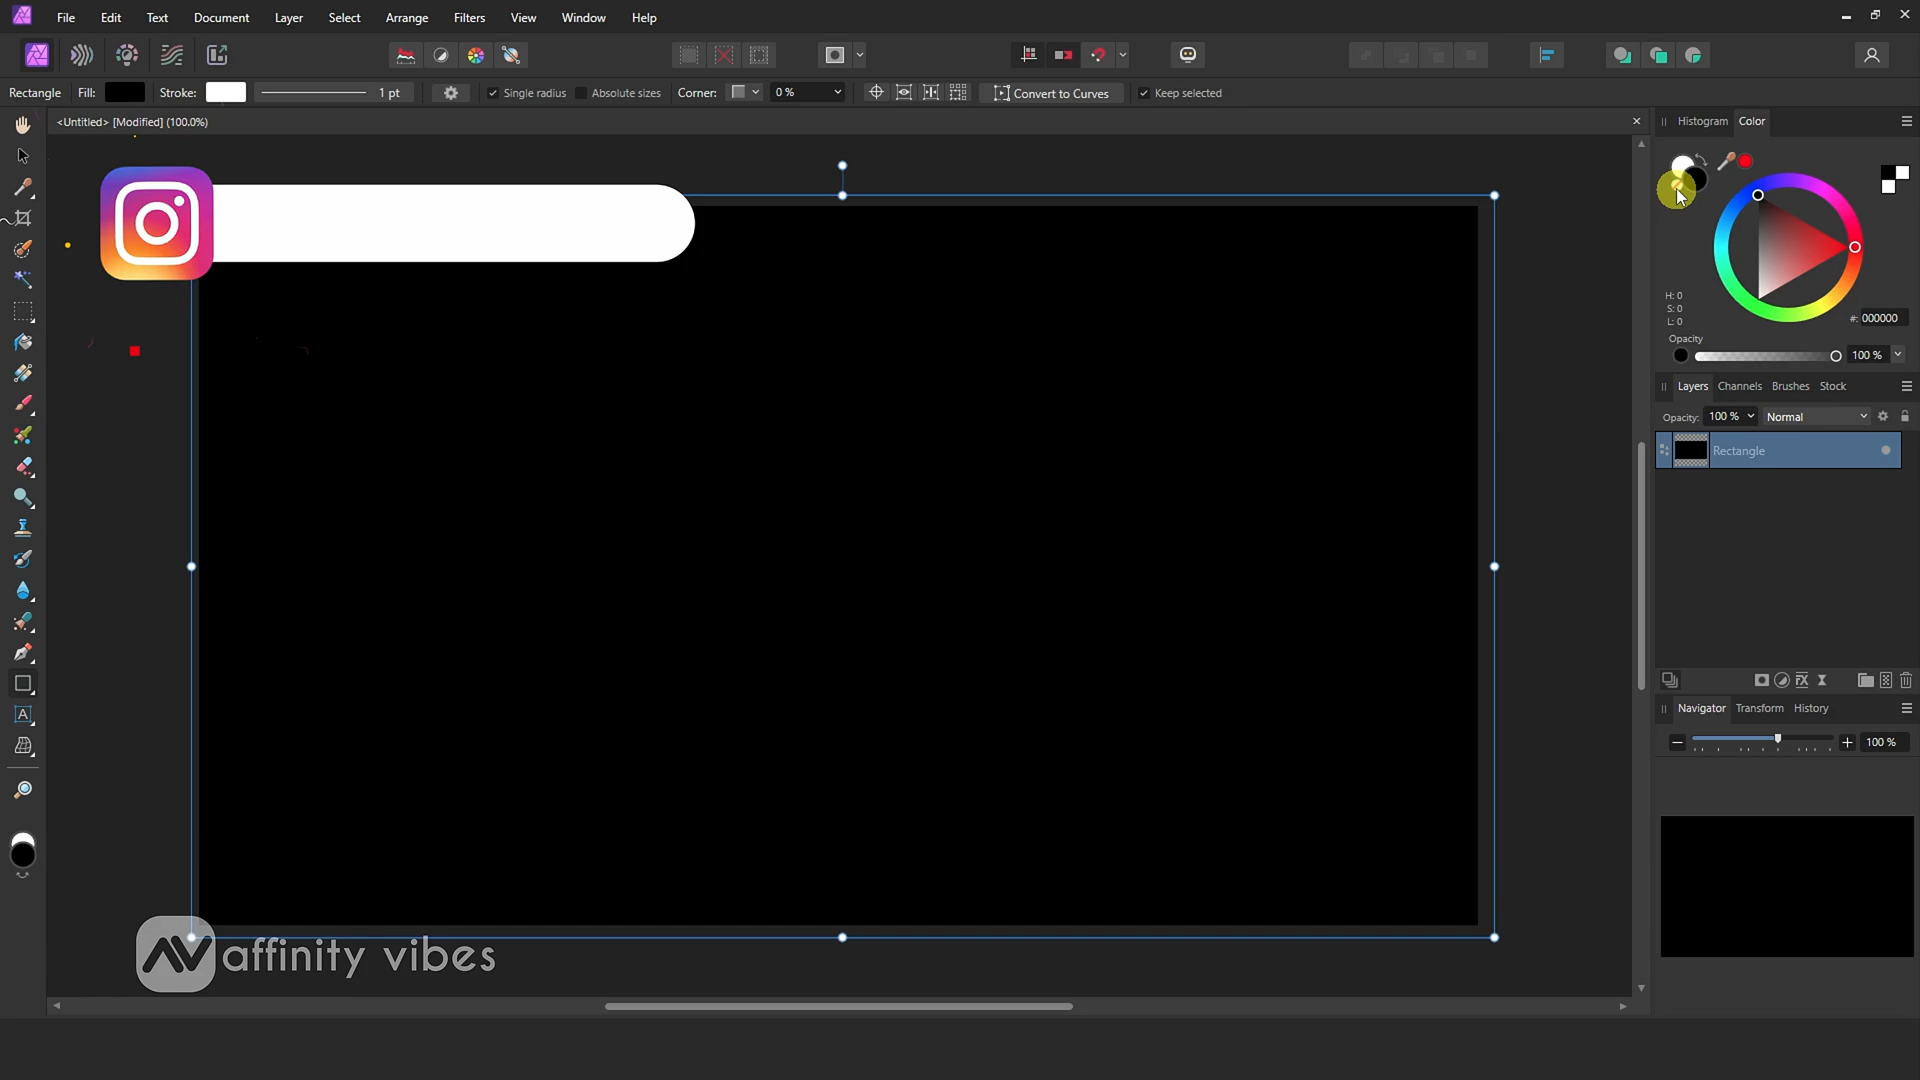 File Edit Text Document Layer Select Arrange Filters View Window Help
Rectangle Fill: Stroke: 1 pt Single radius Absolute sizes Corner: 0 % Convert to Curves Keep selected
<Untitled> [Modified] (100.0%)
Histogram Color
H: 0
S: 0
L: 0
#: 000000
Opacity
100 %
Layers Channels Brushes Stock
Opacity: 100 % Normal
Rectangle
Navigator Transform History
100 %
A
AV affinity vibes